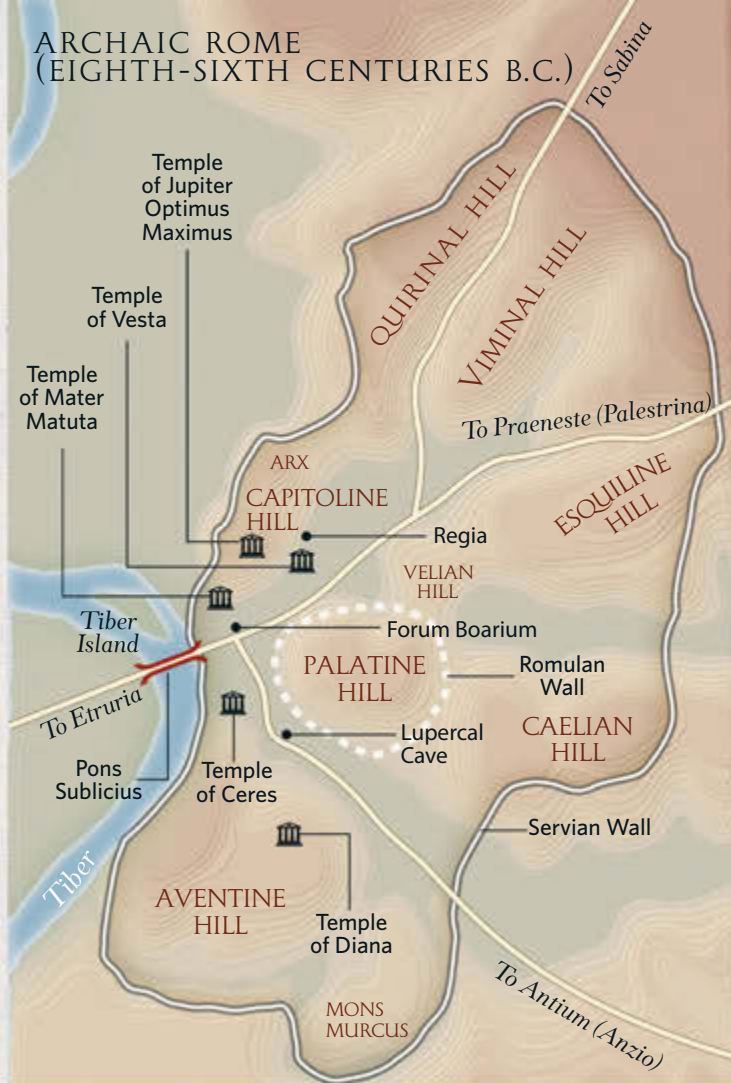 ARCHAIC ROME
(EIGHTH-SIXTH CENTURIES B.C.)
To Sabina
Temple
of Jupiter
Optimus
Maximus
QUIRINAL HILL
VIMINAL HILL
Temple
of Vesta
Temple
of Mater
Matuta
To Praeneste (Palestrina)
ARX
CAPITOLINE
HILL
ESQUILINE
HILL
Regia
VELIAN
HILL
Tiber
Island
Forum Boarium
PALATINE
HILL
Romulan
Wall
To Etruria
CAELIAN
HILL
Lupercal
Cave
Pons
Sublicius
Temple
of Ceres
Servian Wall
Tiber
AVENTINE
HILL
Temple
of Diana
To Antium (Anzio)
MONS
MURCUS